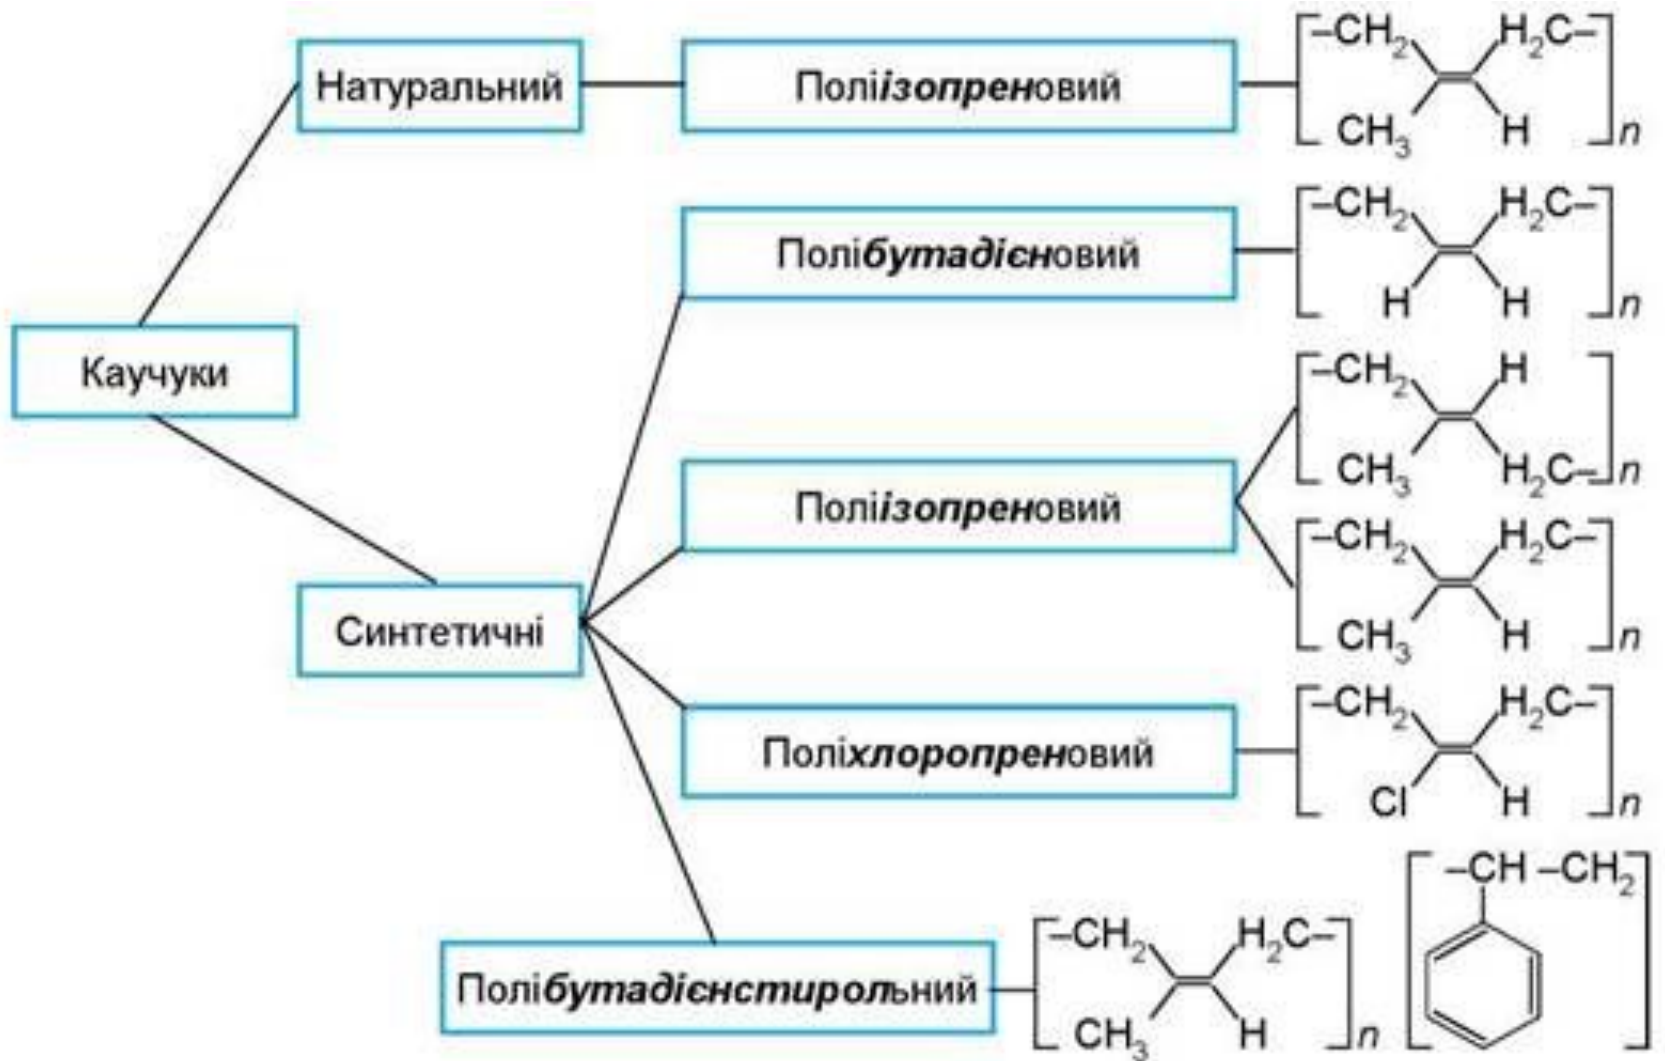 Каучуки
Натуральний
Поліізопреновий
[–CH₂ H₂C–
CH₃ H]n
Синтетичні
Полібутадієновий
[–CH₂ H₂C–
H H]n
Поліізопреновий
[–CH₂ H
CH₃ H₂C–]n
[–CH₂ H₂C–
CH₃ H]n
Поліхлоропреновий
[–CH₂ H₂C–
Cl H]n
Полібутадієнстирольний
[–CH₂ H₂C–
CH₃ H]n
[–CH –CH₂]